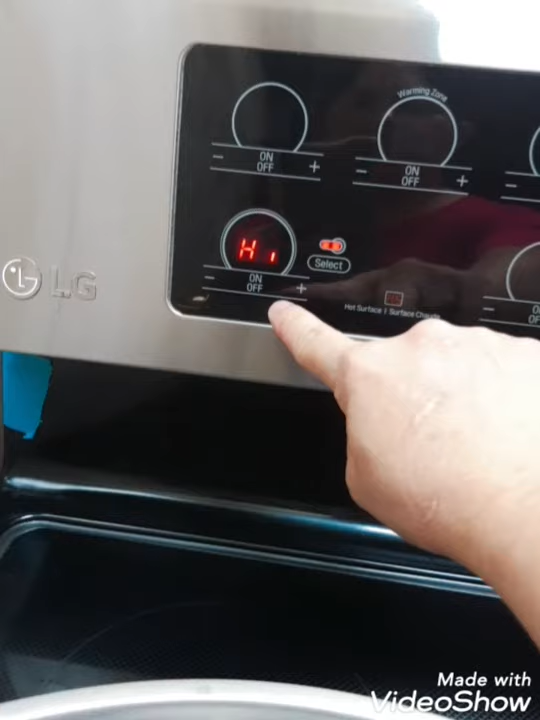 Warming Zone
- ON OFF +
- ON OFF +
-
Hi
Select
- ON OFF +
-
Hot Surface | Surface Chaude
LG
Made with
VideoShow